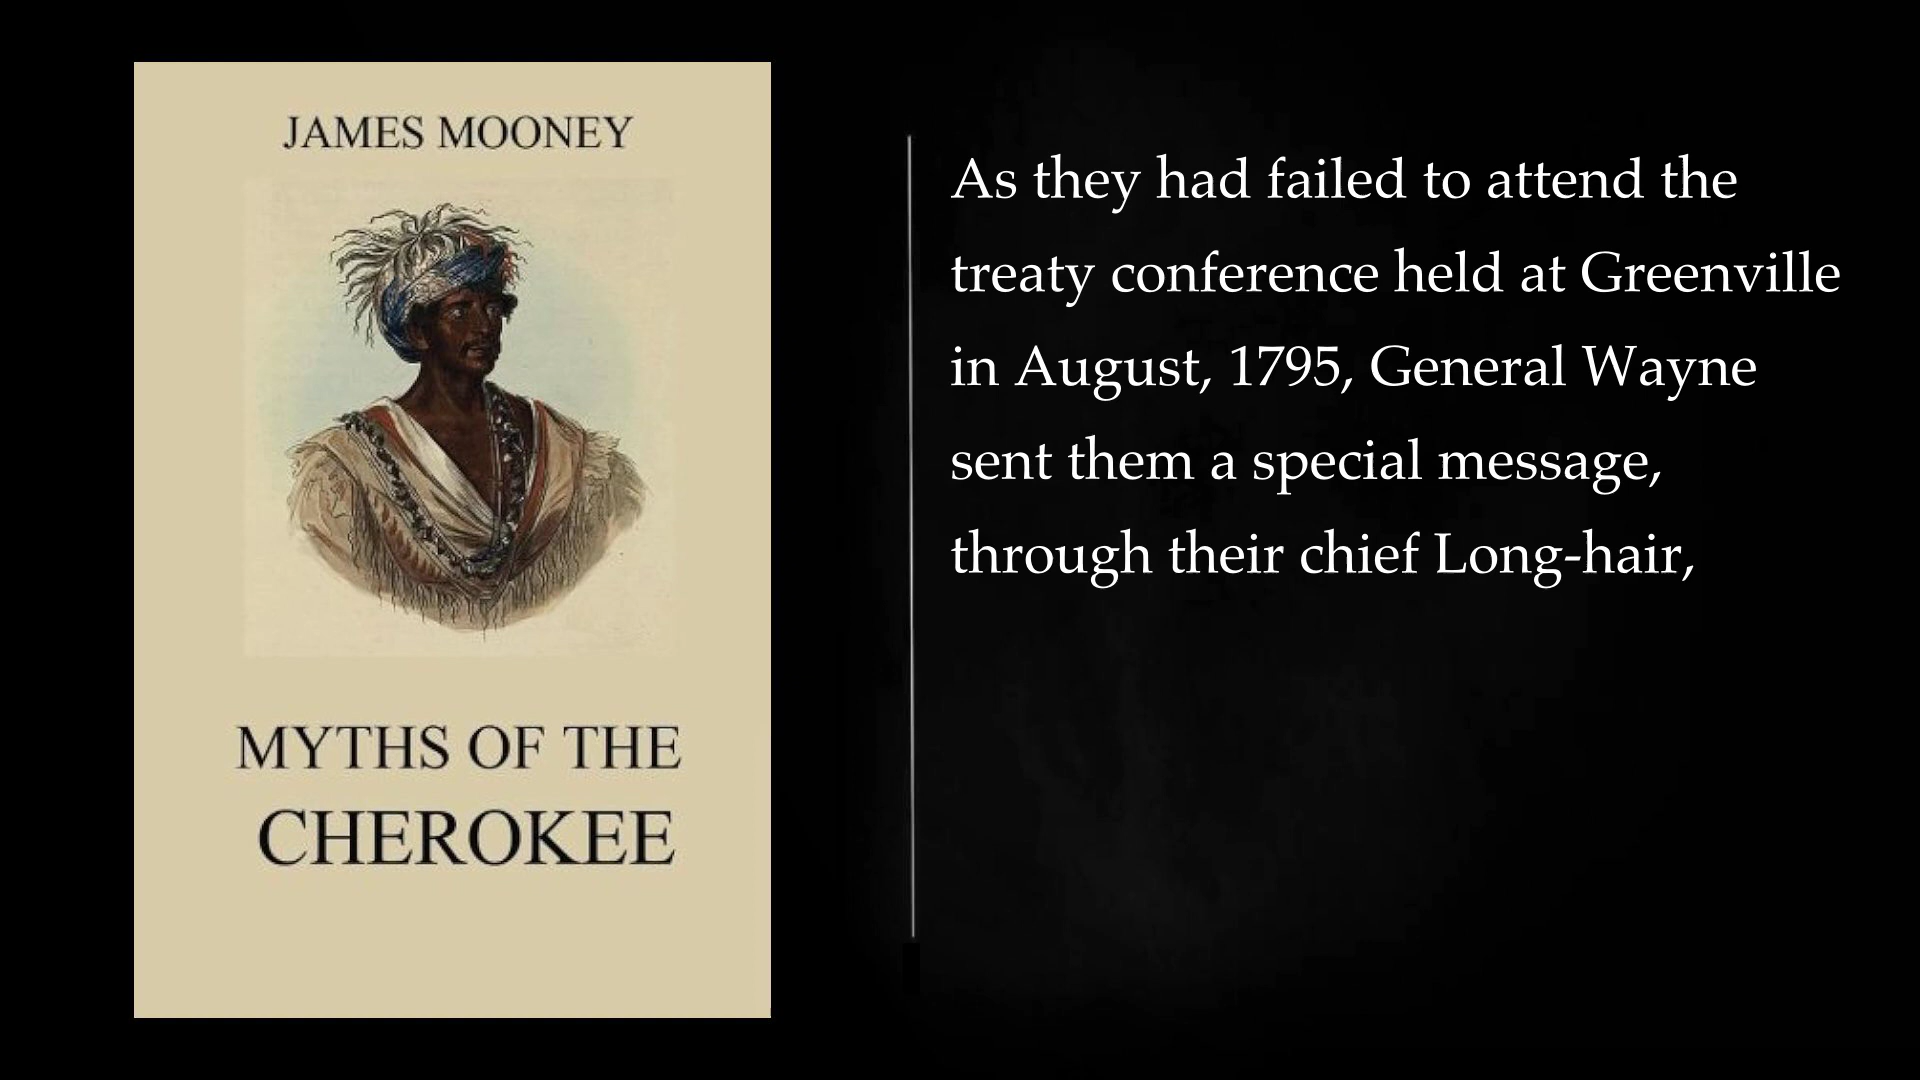 JAMES MOONEY
MYTHS OF THE
CHEROKEE
As they had failed to attend the
treaty conference held at Greenville
in August, 1795, General Wayne
sent them a special message,
through their chief Long-hair,